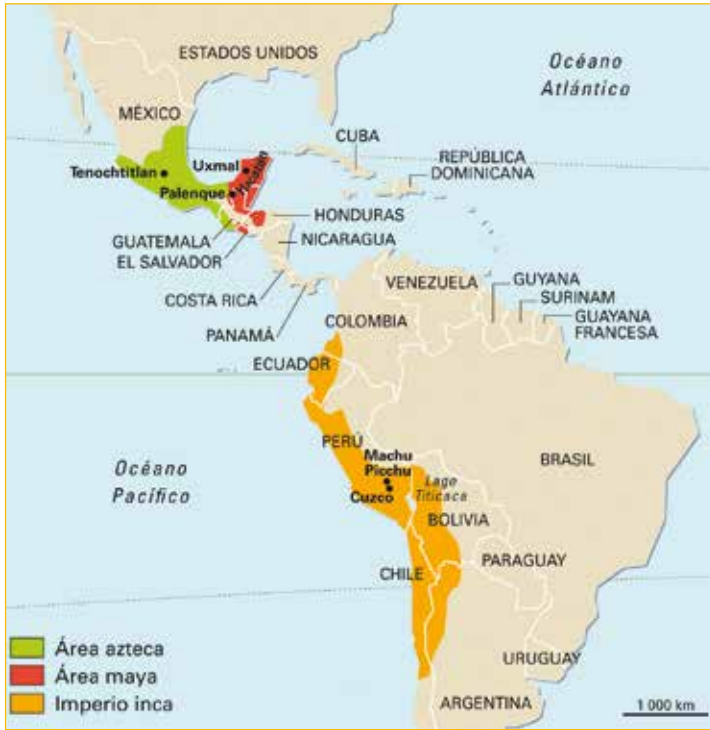 ESTADOS UNIDOS
Océano
Atlántico
MÉXICO
CUBA
REPÚBLICA
DOMINICANA
Uxmal
Yucatán
Tenochtitlan
Palenque
HONDURAS
GUATEMALA
NICARAGUA
EL SALVADOR
COSTA RICA
PANAMÁ
VENEZUELA
GUYANA
SURINAM
GUAYANA
FRANCESA
COLOMBIA
ECUADOR
PERÚ
Machu
Picchu
Cuzco
Lago
Titicaca
BRASIL
Océano
Pacífico
BOLIVIA
CHILE
PARAGUAY
URUGUAY
ARGENTINA
Área azteca
Área maya
Imperio inca
1 000 km